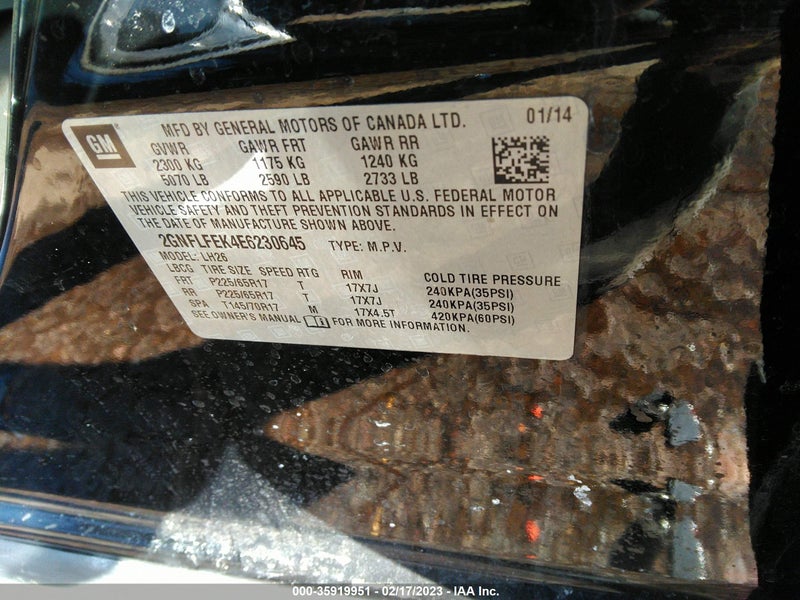 GM
MFD BY GENERAL MOTORS OF CANADA LTD. 01/14
GVWR GAWR FRT GAWR RR
2300 KG 1175 KG 1240 KG
5070 LB 2590 LB 2733 LB
THIS VEHICLE CONFORMS TO ALL APPLICABLE U.S. FEDERAL MOTOR
VEHICLE SAFETY AND THEFT PREVENTION STANDARDS IN EFFECT ON
THE DATE OF MANUFACTURE SHOWN ABOVE.
2GNFLFEK4E6230645 TYPE: M.P.V.
MODEL: LH26
LBCG TIRE SIZE SPEED RTG RIM COLD TIRE PRESSURE
FRT P225/65R17 T 17X7J 240KPA(35PSI)
RR P225/65R17 T 17X7J 240KPA(35PSI)
SPA T145/70R17 M 17X4.5T 420KPA(60PSI)
SEE OWNER'S MANUAL FOR MORE INFORMATION.
000-35919951 - 02/17/2023 - IAA Inc.